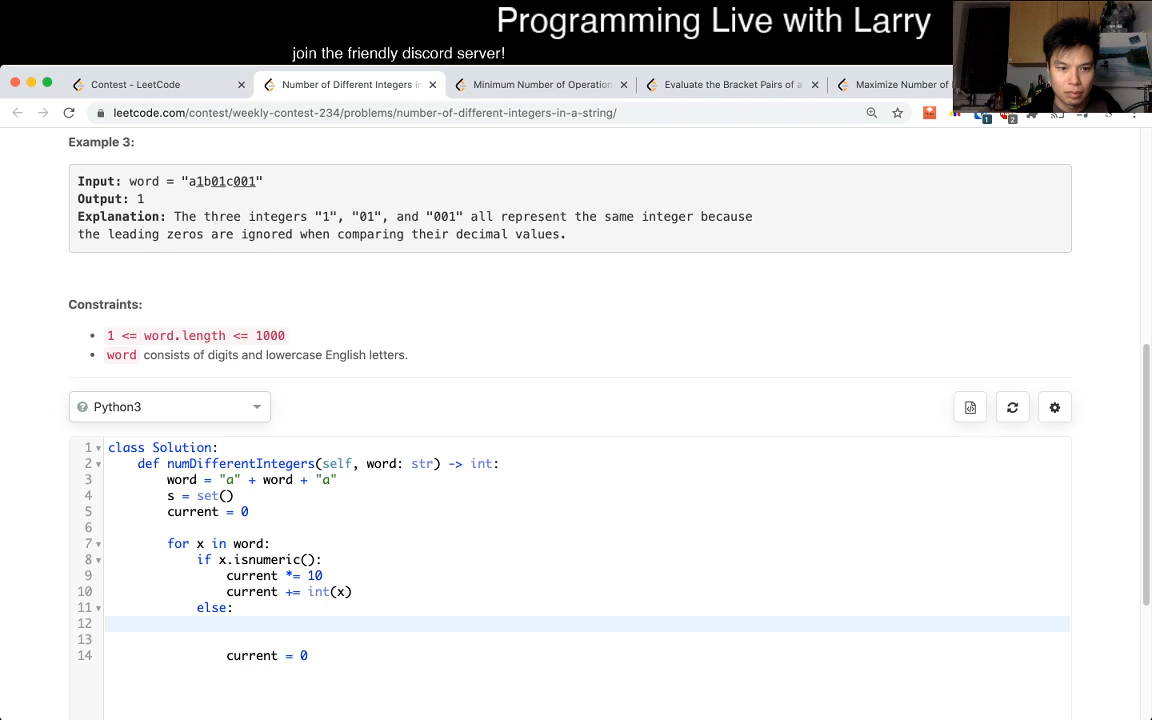 Programming Live with Larry
join the friendly discord server!
Contest - LeetCode
Number of Different Integers in
Minimum Number of Operation
Evaluate the Bracket Pairs of a
Maximize Number of
leetcode.com/contest/weekly-contest-234/problems/number-of-different-integers-in-a-string/
1
2
Example 3:
Input: word = "a1b01c001"
Output: 1
Explanation: The three integers "1", "01", and "001" all represent the same integer because
the leading zeros are ignored when comparing their decimal values.
Constraints:
1 <= word.length <= 1000
word consists of digits and lowercase English letters.
Python3
1 class Solution:
2 def numDifferentIntegers(self, word: str) -> int:
3 word = "a" + word + "a"
4 s = set()
5 current = 0
6
7 for x in word:
8 if x.isnumeric():
9 current *= 10
10 current += int(x)
11 else:
12
13
14 current = 0